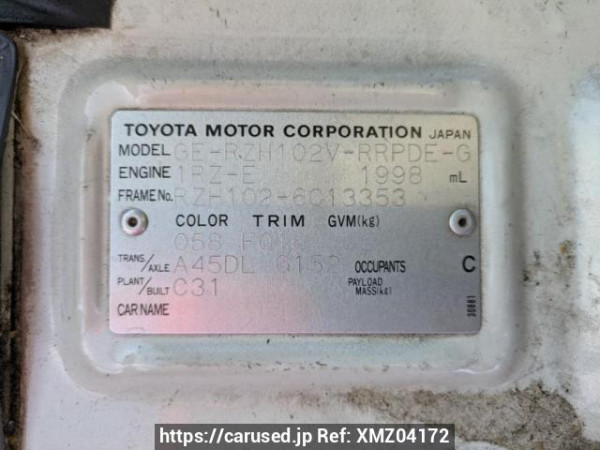 TOYOTA MOTOR CORPORATION JAPAN
MODEL GE-RZH102V-RRPDE-G
ENGINE 1RZ-E 1998 mL
FRAME No. RZH102-6013353
COLOR TRIM GVM(kg)
058
TRANS/AXLE A45DL G152 OCCUPANTS C
PLANT/BUILT C31 PAYLOAD MASS(kg)
30881
CAR NAME
https://carused.jp Ref: XMZ04172